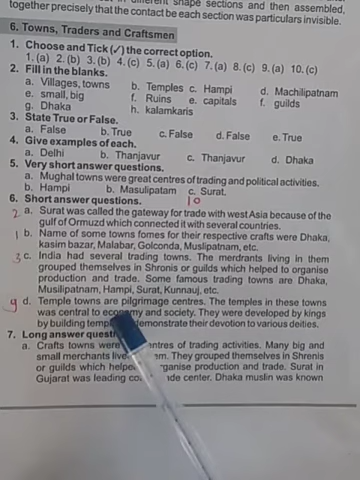 in different shape sections and then assembled,
together precisely that the contact be each section was particulars invisible.
6. Towns, Traders and Craftsmen
1. Choose and Tick (✓) the correct option.
1. (a) 2. (b) 3. (b) 4. (c) 5. (a) 6. (c) 7. (a) 8. (c) 9. (a) 10. (c)
2. Fill in the blanks.
a. Villages, towns b. Temples c. Hampi d. Machilipatnam
e. small, big f. Ruins e. capitals f. guilds
g. Dhaka h. kalamkaris
3. State True or False.
a. False b. True c. False d. False e. True
4. Give examples of each.
a. Delhi b. Thanjavur c. Thanjavur d. Dhaka
5. Very short answer questions.
a. Mughal towns were great centres of trading and political activities.
b. Hampi b. Masulipatam c. Surat.
6. Short answer questions. 10
2 a. Surat was called the gateway for trade with west Asia because of the
gulf of Ormuzd which connected it with several countries.
1 b. Name of some towns fomes for their respective crafts were Dhaka,
kasim bazar, Malabar, Golconda, Muslipatnam, etc.
3 c. India had several trading towns. The merdrants living in them
grouped themselves in Shronis or guilds which helped to organise
production and trade. Some famous trading towns are Dhaka,
Musilipatnam, Hampi, Surat, Kunnauj, etc.
g d. Temple towns are pilgrimage centres. The temples in these towns
was central to economy and society. They were developed by kings
by building demonstrate their devotion to various deities.
7. Long answer
a. Crafts towns were of trading activities. Many big and
small merchants They grouped themselves in Shrenis
or guilds which production and trade. Surat in
Gujarat was leading center. Dhaka muslin was known